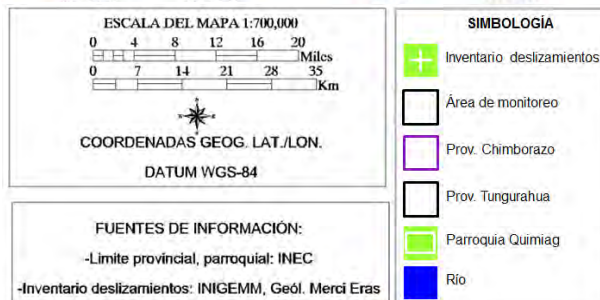 ESCALA DEL MAPA 1:700,000
0 4 8 12 16 20
Miles
0 7 14 21 28 35
Km
COORDENADAS GEOG. LAT./LON.
DATUM WGS-84
FUENTES DE INFORMACIÓN:
-Limite provincial, parroquial: INEC
-Inventario deslizamientos: INIGEMM, Geól. Merci Eras
SIMBOLOGÍA
Inventario deslizamientos
Área de monitoreo
Prov. Chimborazo
Prov. Tungurahua
Parroquia Quimiag
Río